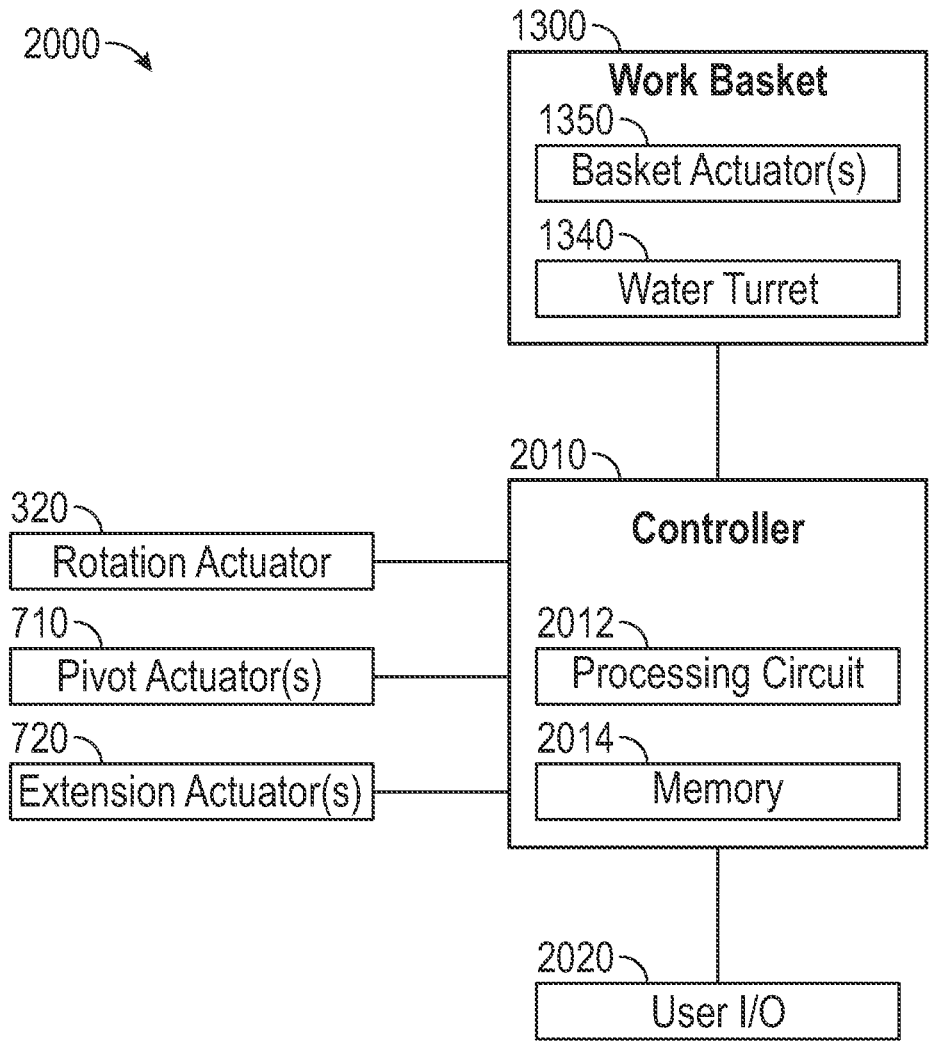 2000
1300
Work Basket
1350
Basket Actuator(s)
1340
Water Turret
2010
Controller
320
Rotation Actuator
710
Pivot Actuator(s)
720
Extension Actuator(s)
2012
Processing Circuit
2014
Memory
2020
User I/O